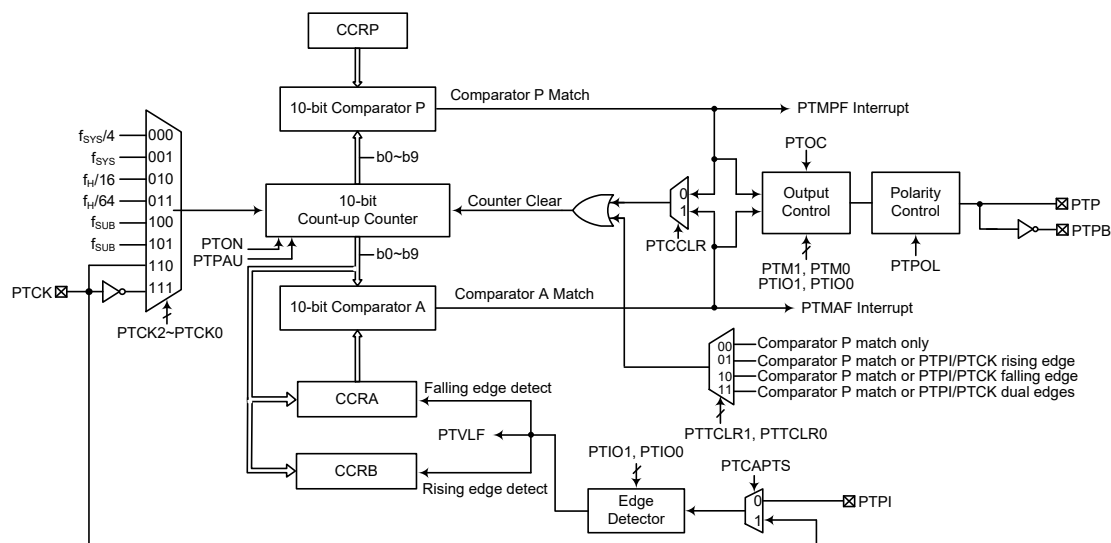 CCRP
10-bit Comparator P
Comparator P Match
PTMPF Interrupt
b0~b9
fSYS/4
000
fSYS
001
fH/16
010
fH/64
011
fSUB
100
fSUB
101
110
111
PTCK
PTCK2~PTCK0
10-bit
Count-up Counter
PTON
PTPAU
Counter Clear
0
1
PTCCLR
PTOC
Output
Control
PTM1, PTM0
PTIO1, PTIO0
Polarity
Control
PTPOL
PTP
PTPB
b0~b9
10-bit Comparator A
Comparator A Match
PTMAF Interrupt
00
Comparator P match only
01
Comparator P match or PTPI/PTCK rising edge
10
Comparator P match or PTPI/PTCK falling edge
11
Comparator P match or PTPI/PTCK dual edges
PTTCLR1, PTTCLR0
CCRA
Falling edge detect
PTVLF
CCRB
Rising edge detect
PTIO1, PTIO0
Edge
Detector
PTCAPTS
0
1
PTPI